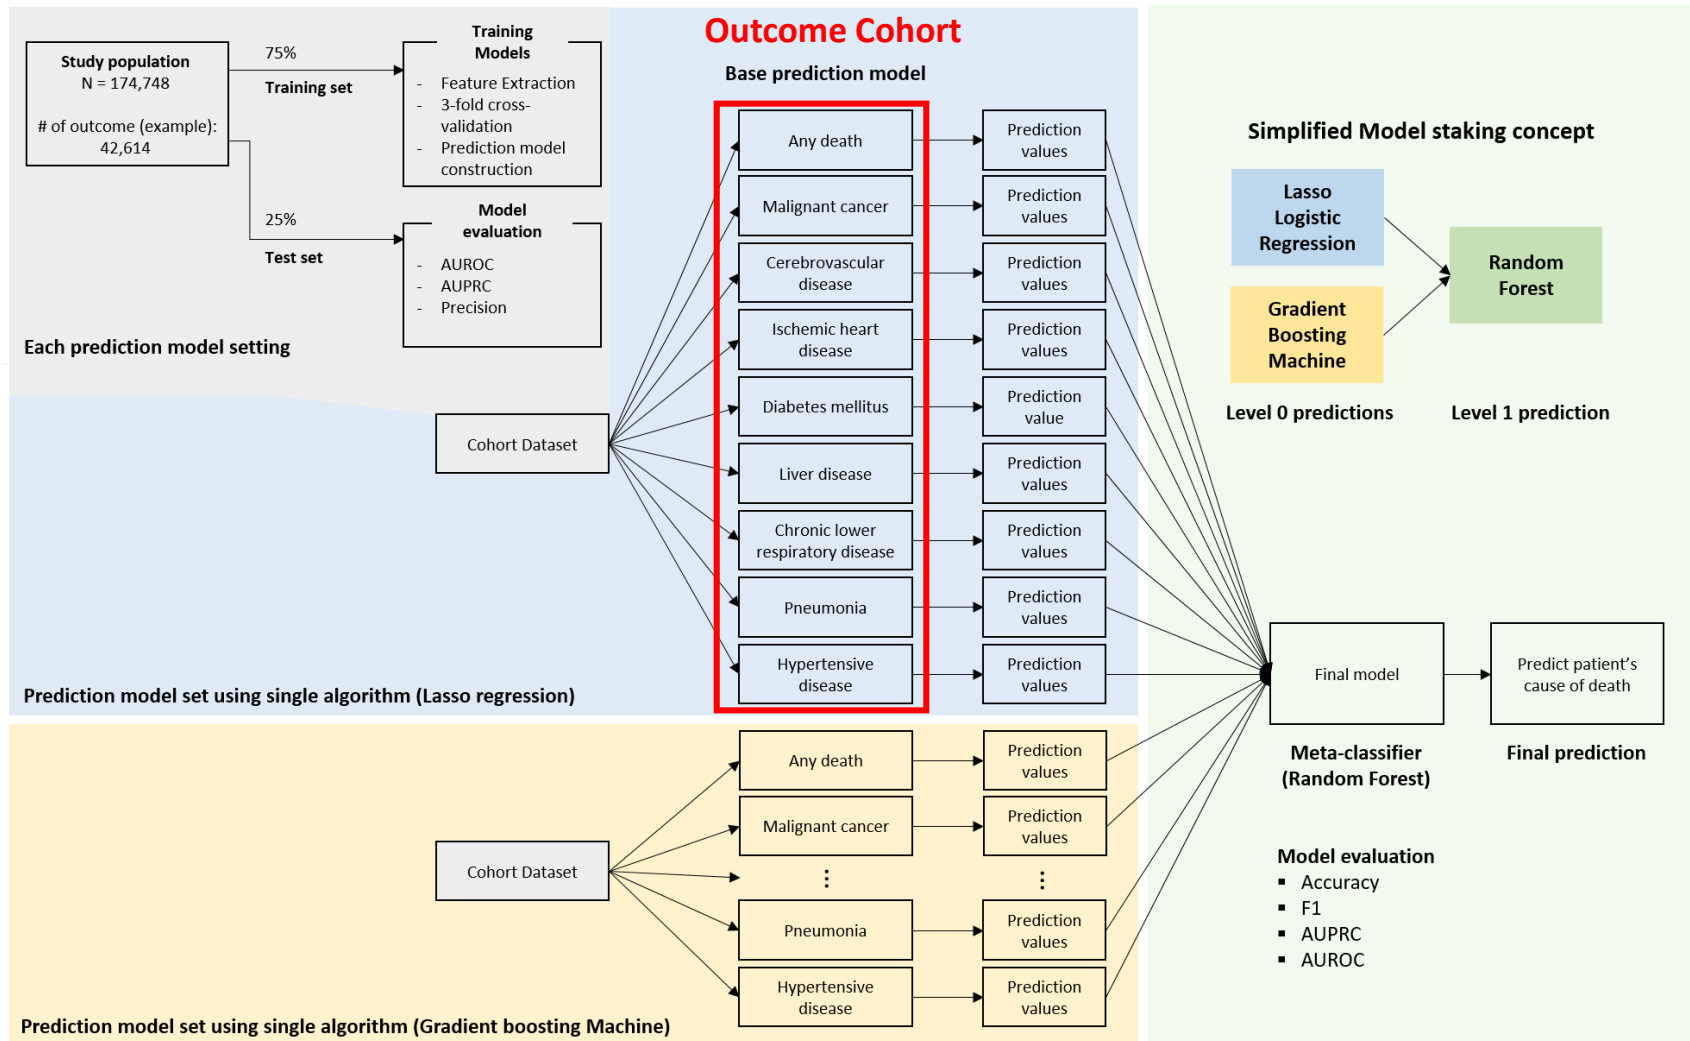 Outcome Cohort
Study population
N = 174,748
# of outcome (example):
42,614
75%
Training set
25%
Test set
Training
Models
- Feature Extraction
- 3-fold cross-
validation
- Prediction model
construction
Model
evaluation
- AUROC
- AUPRC
- Precision
Each prediction model setting
Base prediction model
Cohort Dataset
Any death
Prediction
values
Malignant cancer
Prediction
values
Cerebrovascular
disease
Prediction
values
Ischemic heart
disease
Prediction
values
Diabetes mellitus
Prediction
value
Liver disease
Prediction
values
Chronic lower
respiratory disease
Prediction
values
Pneumonia
Prediction
values
Hypertensive
disease
Prediction
values
Prediction model set using single algorithm (Lasso regression)
Cohort Dataset
Any death
Prediction
values
Malignant cancer
Prediction
values
⋮
⋮
Pneumonia
Prediction
values
Hypertensive
disease
Prediction
values
Prediction model set using single algorithm (Gradient boosting Machine)
Simplified Model staking concept
Lasso
Logistic
Regression
Gradient
Boosting
Machine
Random
Forest
Level 0 predictions
Level 1 prediction
Final model
Predict patient's
cause of death
Meta-classifier
(Random Forest)
Final prediction
Model evaluation
▪ Accuracy
▪ F1
▪ AUPRC
▪ AUROC